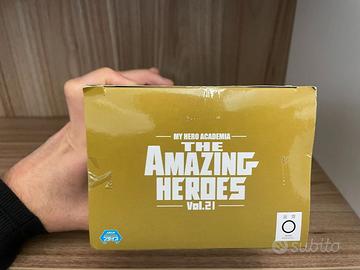 MY HERO ACADEMIA
THE
AMAZING
HEROES
Vol.21
subito